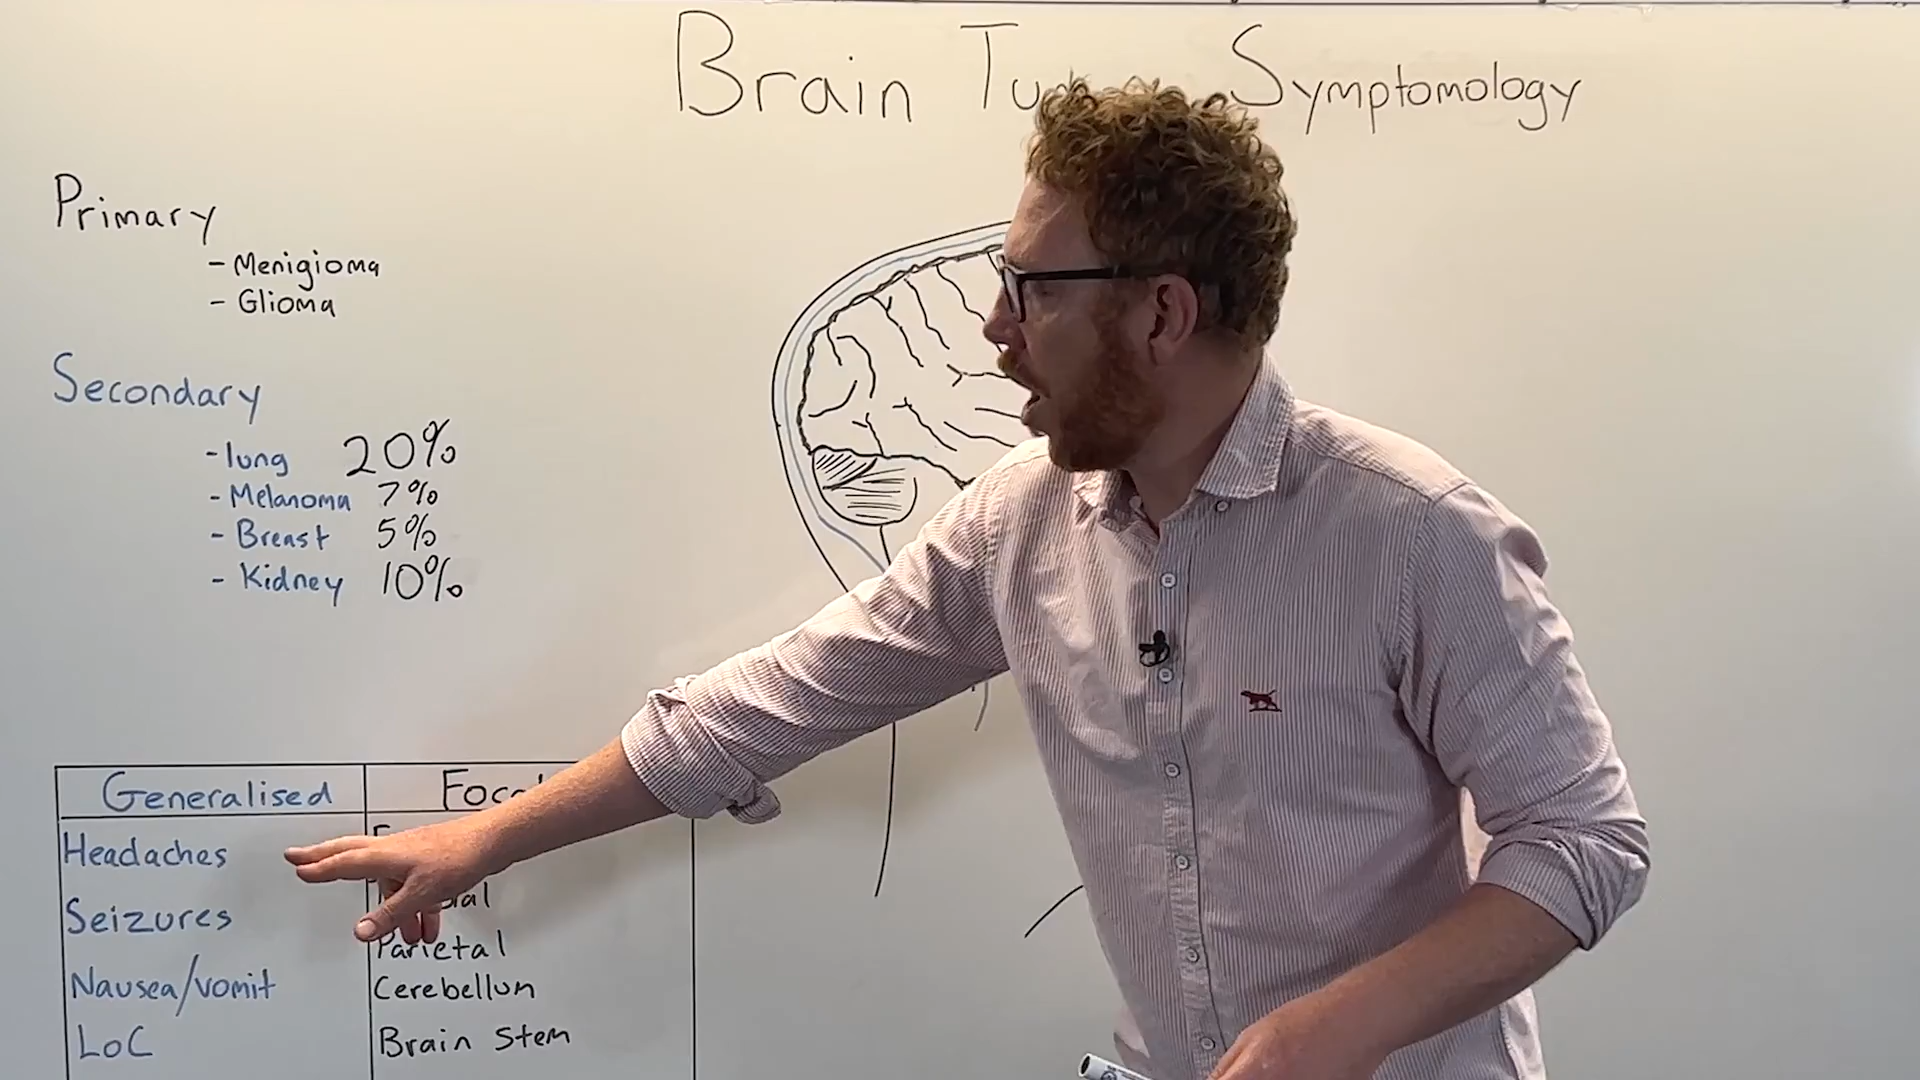 Brain Symptomology
Primary
- Menigioma
- Glioma
Secondary
- lung 20%
- Melanoma 7%
- Breast 5%
- Kidney 10%
Generalised
Headaches
Seizures
Nausea/vomit
LoC
Parietal
Cerebellum
Brain Stem